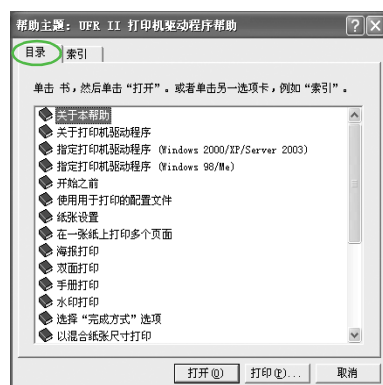 帮助主题: UFR II 打印机驱动程序帮助
目录 索引
单击 书，然后单击“打开”。或者单击另一选项卡，例如“索引”。
关于本帮助
关于打印机驱动程序
指定打印机驱动程序 (Windows 2000/XP/Server 2003)
指定打印机驱动程序 (Windows 98/Me)
开始之前
使用用于打印的配置文件
纸张设置
在一张纸上打印多个页面
海报打印
双面打印
手册打印
水印打印
选择“完成方式”选项
以混合纸张尺寸打印
打开(O) 打印(P)... 取消